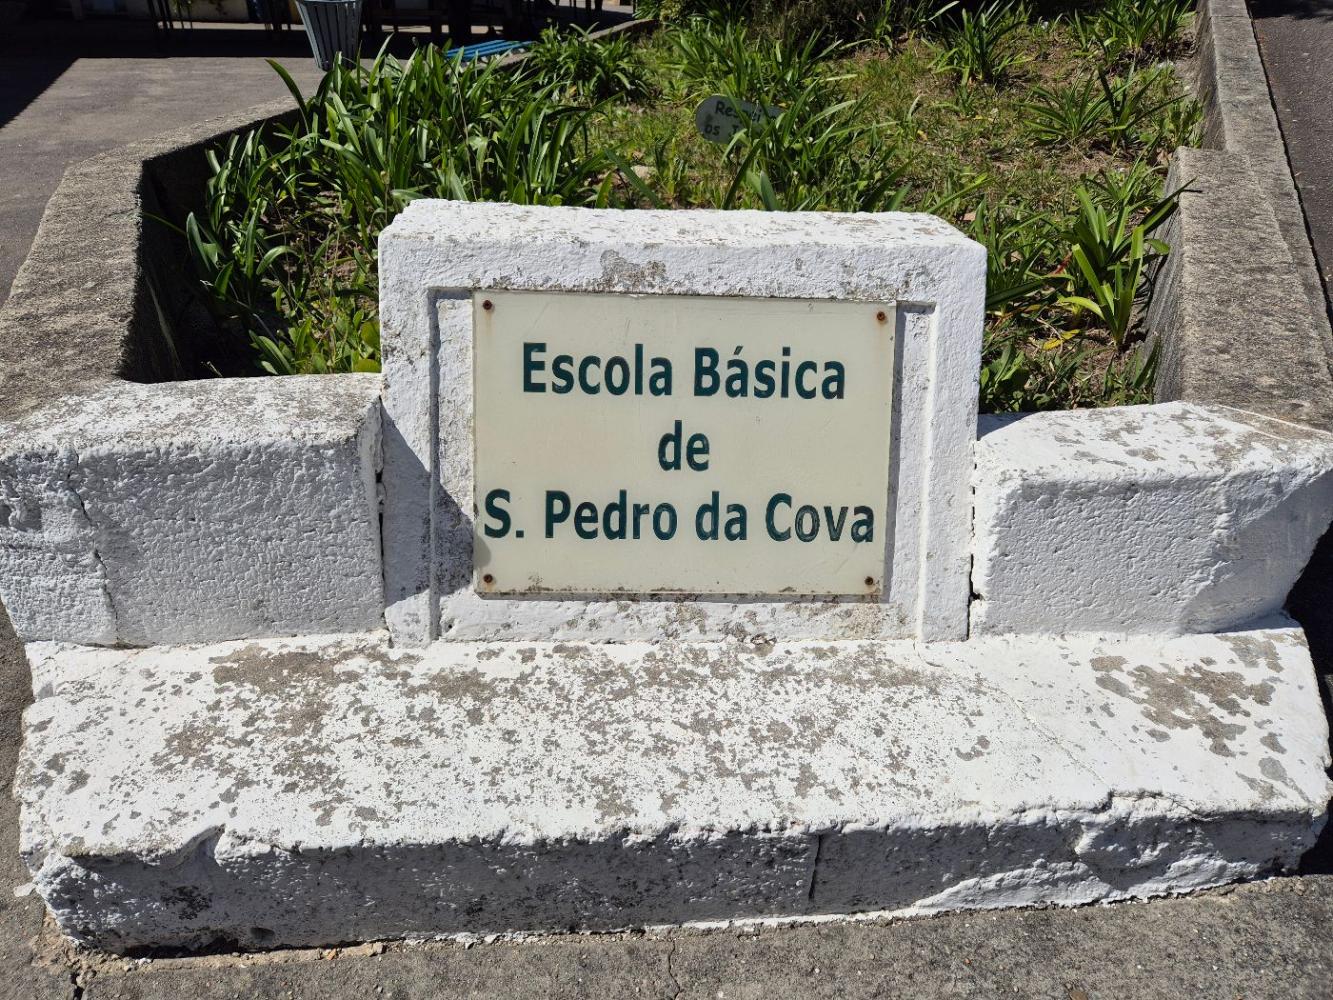 Escola Básica
de
S. Pedro da Cova